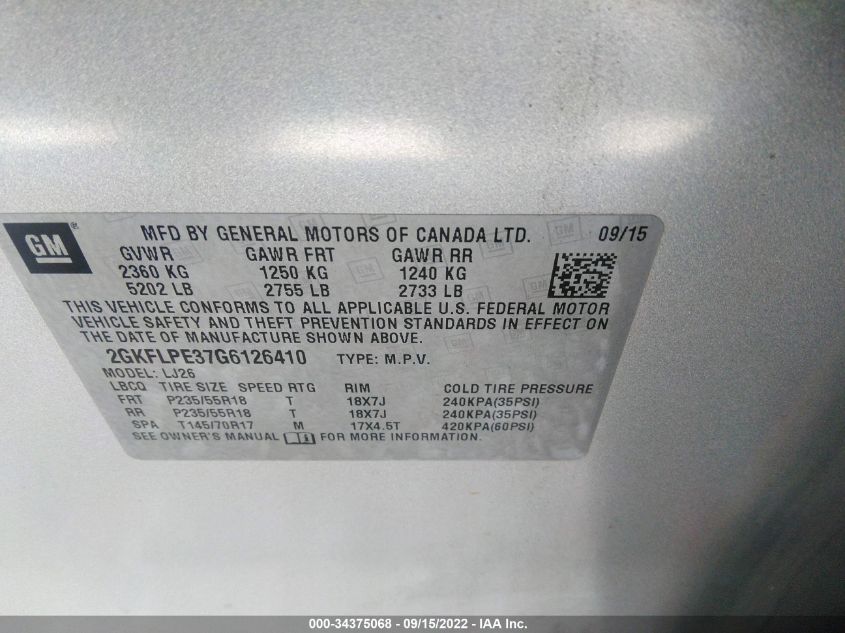 GM®
MFD BY GENERAL MOTORS OF CANADA LTD. 09/15
GVWR GAWR FRT GAWR RR
2360 KG 1250 KG 1240 KG
5202 LB 2755 LB 2733 LB
THIS VEHICLE CONFORMS TO ALL APPLICABLE U.S. FEDERAL MOTOR
VEHICLE SAFETY AND THEFT PREVENTION STANDARDS IN EFFECT ON
THE DATE OF MANUFACTURE SHOWN ABOVE.
2GKFLPE37G6126410 TYPE: M.P.V.
MODEL: LJ26
LBCQ TIRE SIZE SPEED RTG RIM COLD TIRE PRESSURE
FRT P235/55R18 T 18X7J 240KPA(35PSI)
RR P235/55R18 T 18X7J 240KPA(35PSI)
SPA T145/70R17 M 17X4.5T 420KPA(60PSI)
SEE OWNER'S MANUAL FOR MORE INFORMATION.
000-34375068 - 09/15/2022 - IAA Inc.